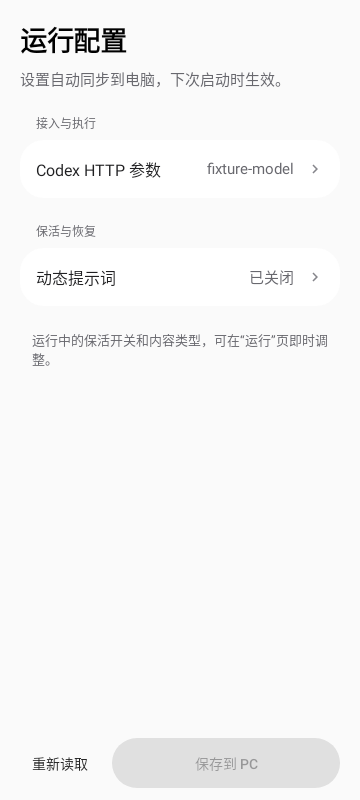 运行配置
设置自动同步到电脑，下次启动时生效。
接入与执行
Codex HTTP 参数 fixture-model
保活与恢复
动态提示词 已关闭
运行中的保活开关和内容类型，可在“运行”页即时调
整。
重新读取 保存到 PC